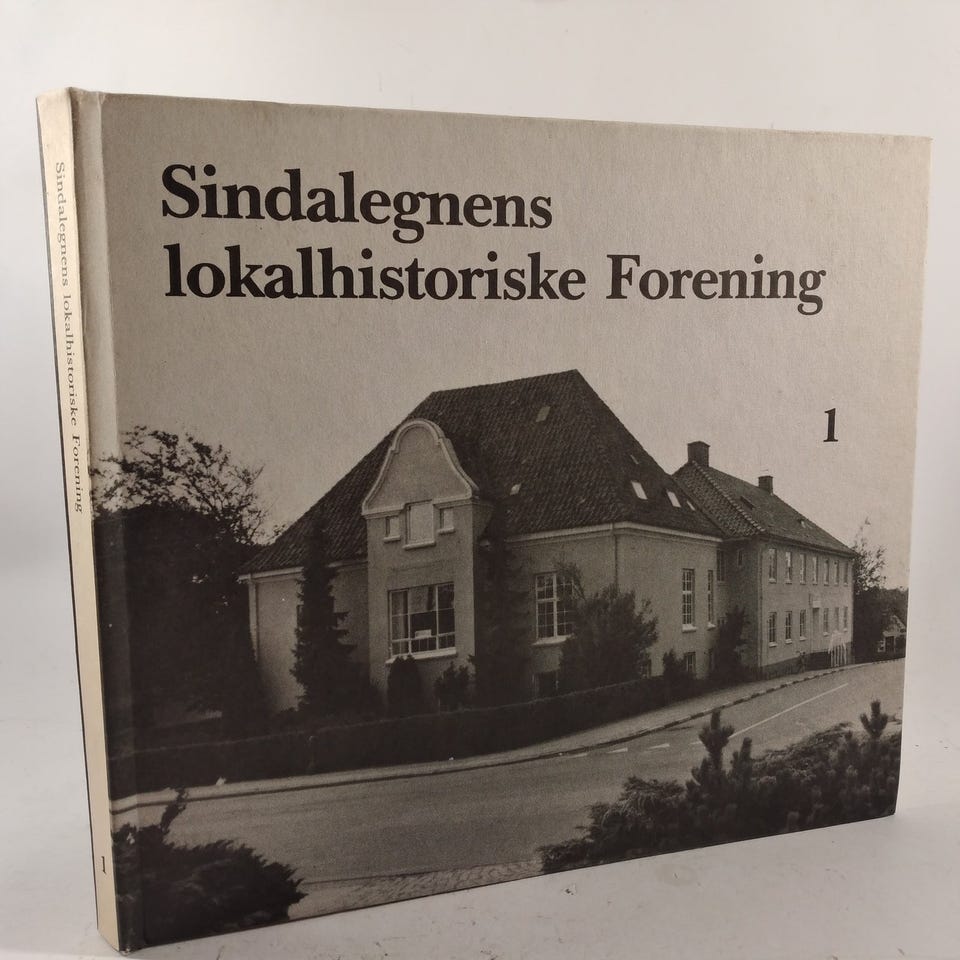 Sindalegnens
lokalhistoriske Forening
1
Sindalegnens lokalhistoriske Forening
1